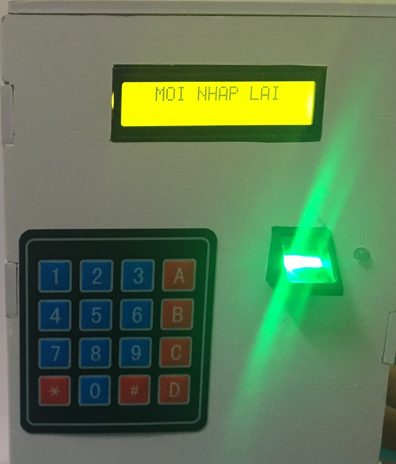 MOI NHAP LAI
1 2 3 A
4 5 6 B
7 8 9 C
* 0 # D